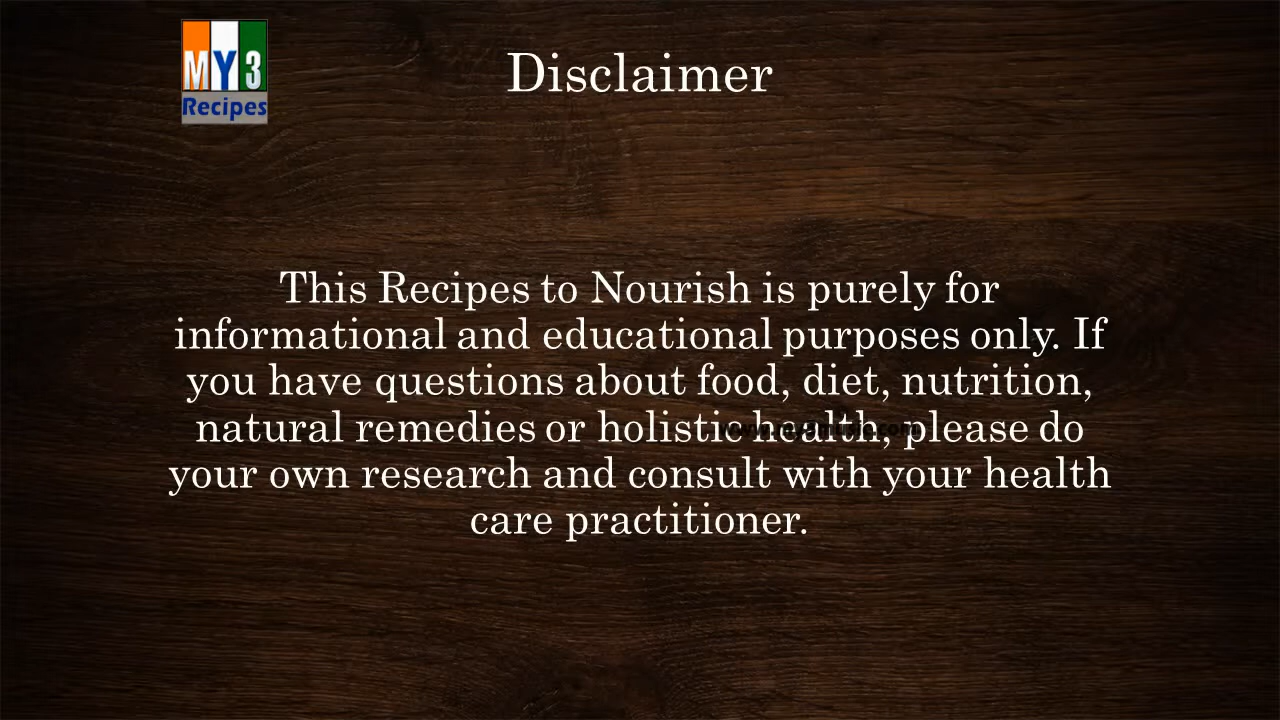 MY3
Recipes
Disclaimer
This Recipes to Nourish is purely for
informational and educational purposes only. If
you have questions about food, diet, nutrition,
natural remedies or holistic health, please do
your own research and consult with your health
care practitioner.